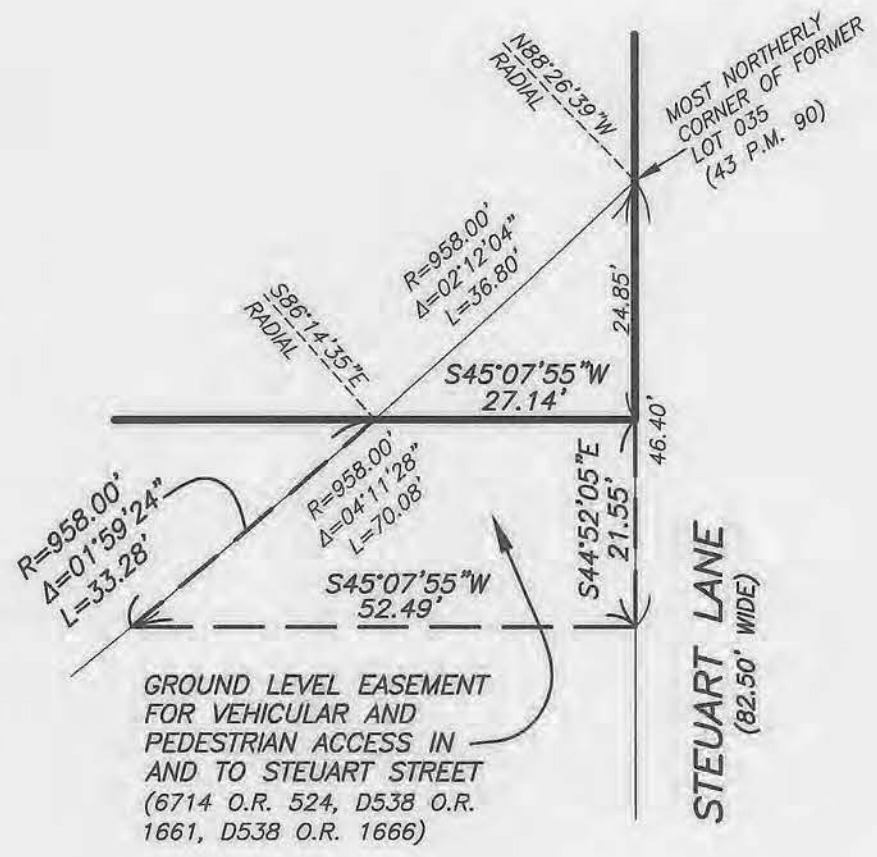 N88°26'39"W
RADIAL
MOST NORTHERLY
CORNER OF FORMER
LOT 035
(43 P.M. 90)
R=958.00'
Δ=02°12'04"
L=36.80'
24.85'
S86°14'35"E
RADIAL
S45°07'55"W
27.14'
46.40'
R=958.00'
Δ=04°11'28"
L=70.08'
R=958.00'
Δ=01°59'24"
L=33.28'
S44°52'05"E
21.55'
S45°07'55"W
52.49'
STEUART LANE
(82.50' WIDE)
GROUND LEVEL EASEMENT
FOR VEHICULAR AND
PEDESTRIAN ACCESS IN
AND TO STEUART STREET
(6714 O.R. 524, D538 O.R.
1661, D538 O.R. 1666)